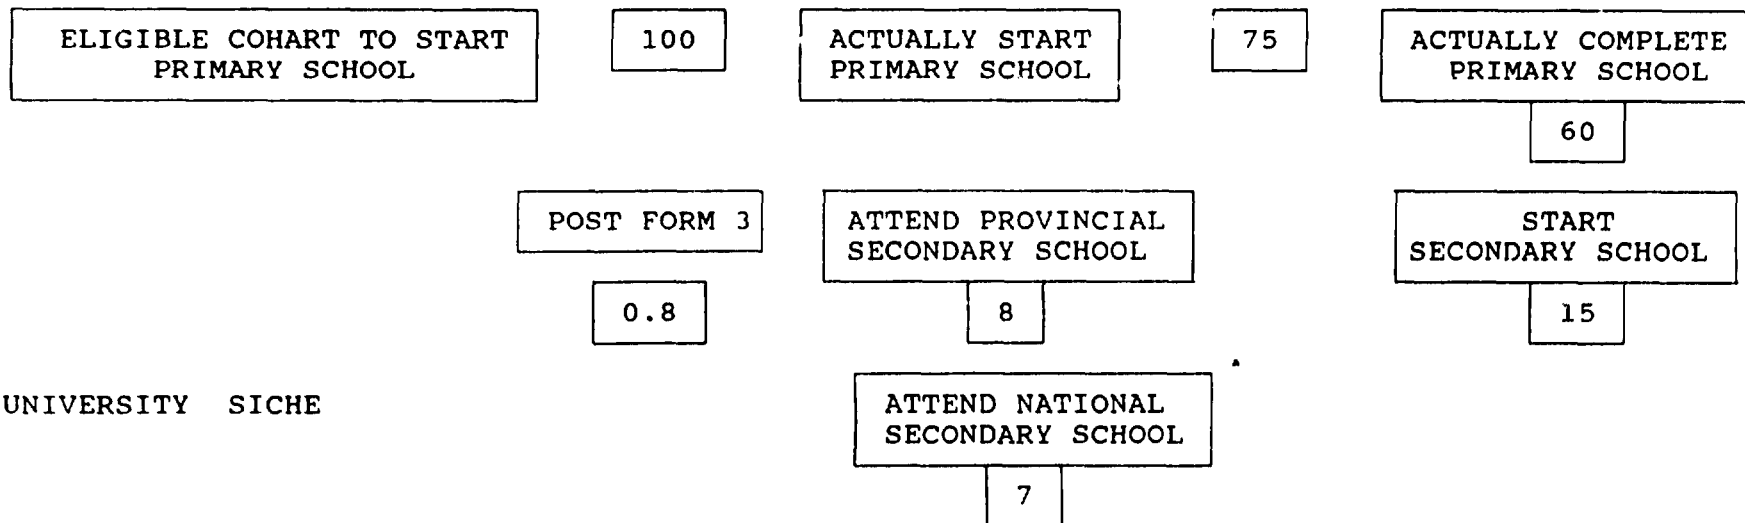 ELIGIBLE COHART TO START
PRIMARY SCHOOL
100
ACTUALLY START
PRIMARY SCHOOL
75
ACTUALLY COMPLETE
PRIMARY SCHOOL
60
POST FORM 3
0.8
ATTEND PROVINCIAL
SECONDARY SCHOOL
8
START
SECONDARY SCHOOL
15
UNIVERSITY SICHE
ATTEND NATIONAL
SECONDARY SCHOOL
7